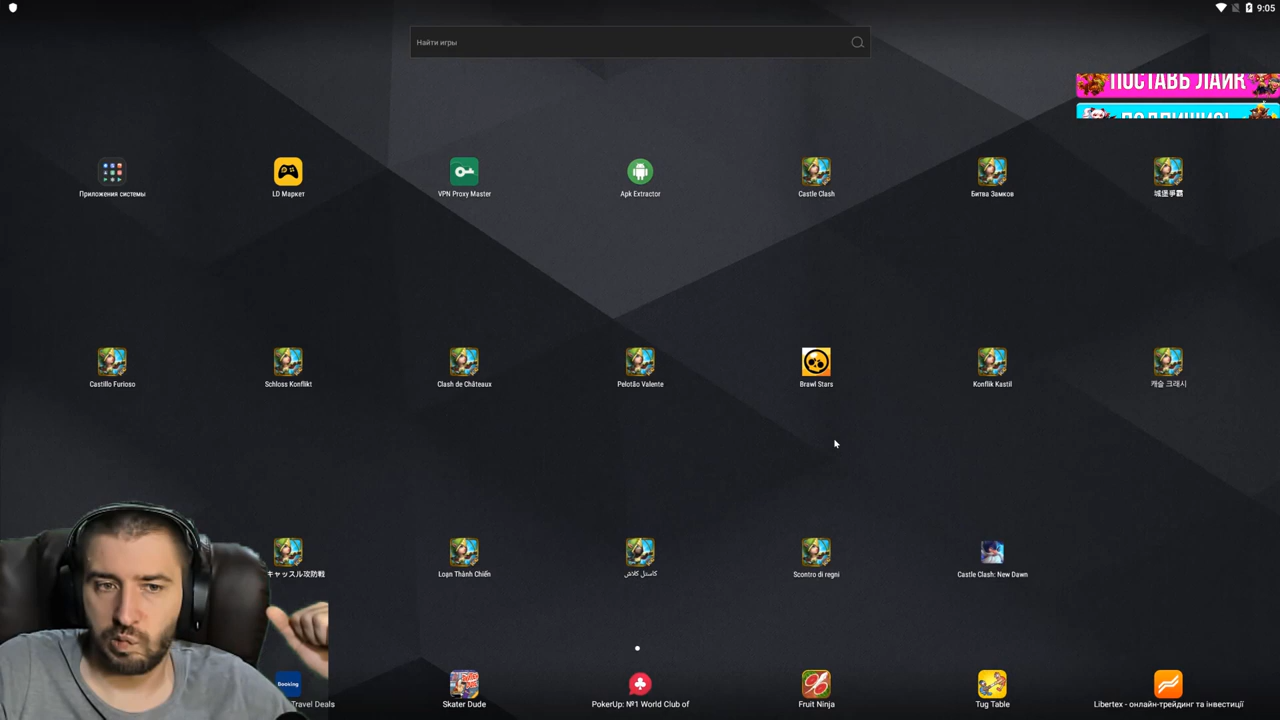 9:05
Найти игры
ПОСТАВЬ ЛАЙК
ПОДПИШИСЬ
Приложения системы
LD Маркет
VPN Proxy Master
Apk Extractor
Castle Clash
Битва Замков
城堡爭霸
Castillo Furioso
Schloss Konflikt
Clash de Châteaux
Pelotão Valente
Brawl Stars
Konflik Kastil
캐슬 크래시
キャッスル攻防戦
Loạn Thành Chiến
كاستل كلاش
Scontro di regni
Castle Clash: New Dawn
Booking
Travel Deals
Skater Dude
PokerUp: №1 World Club of
Fruit Ninja
Tug Table
Libertex - онлайн-трейдинг та інвестиції